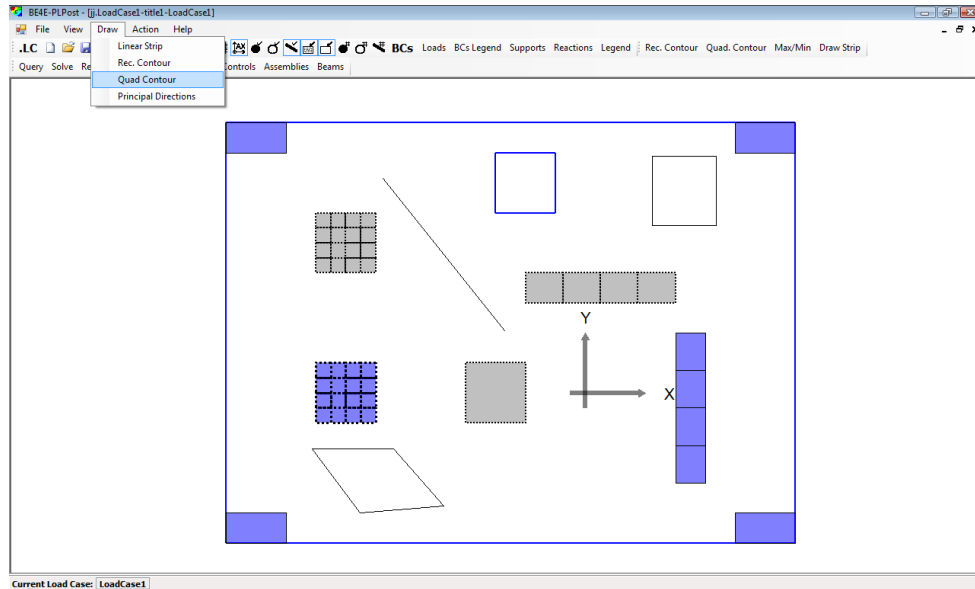 BE4E-PLPost - [jj.LoadCase1-title1-LoadCase1]
File View Draw Action Help
.LC BCs Loads BCs Legend Supports Reactions Legend Rec. Contour Quad. Contour Max/Min Draw Strip
Query Solve Re ontrols Assemblies Beams
Linear Strip
Rec. Contour
Quad Contour
Principal Directions
Y
X
Current Load Case: LoadCase1